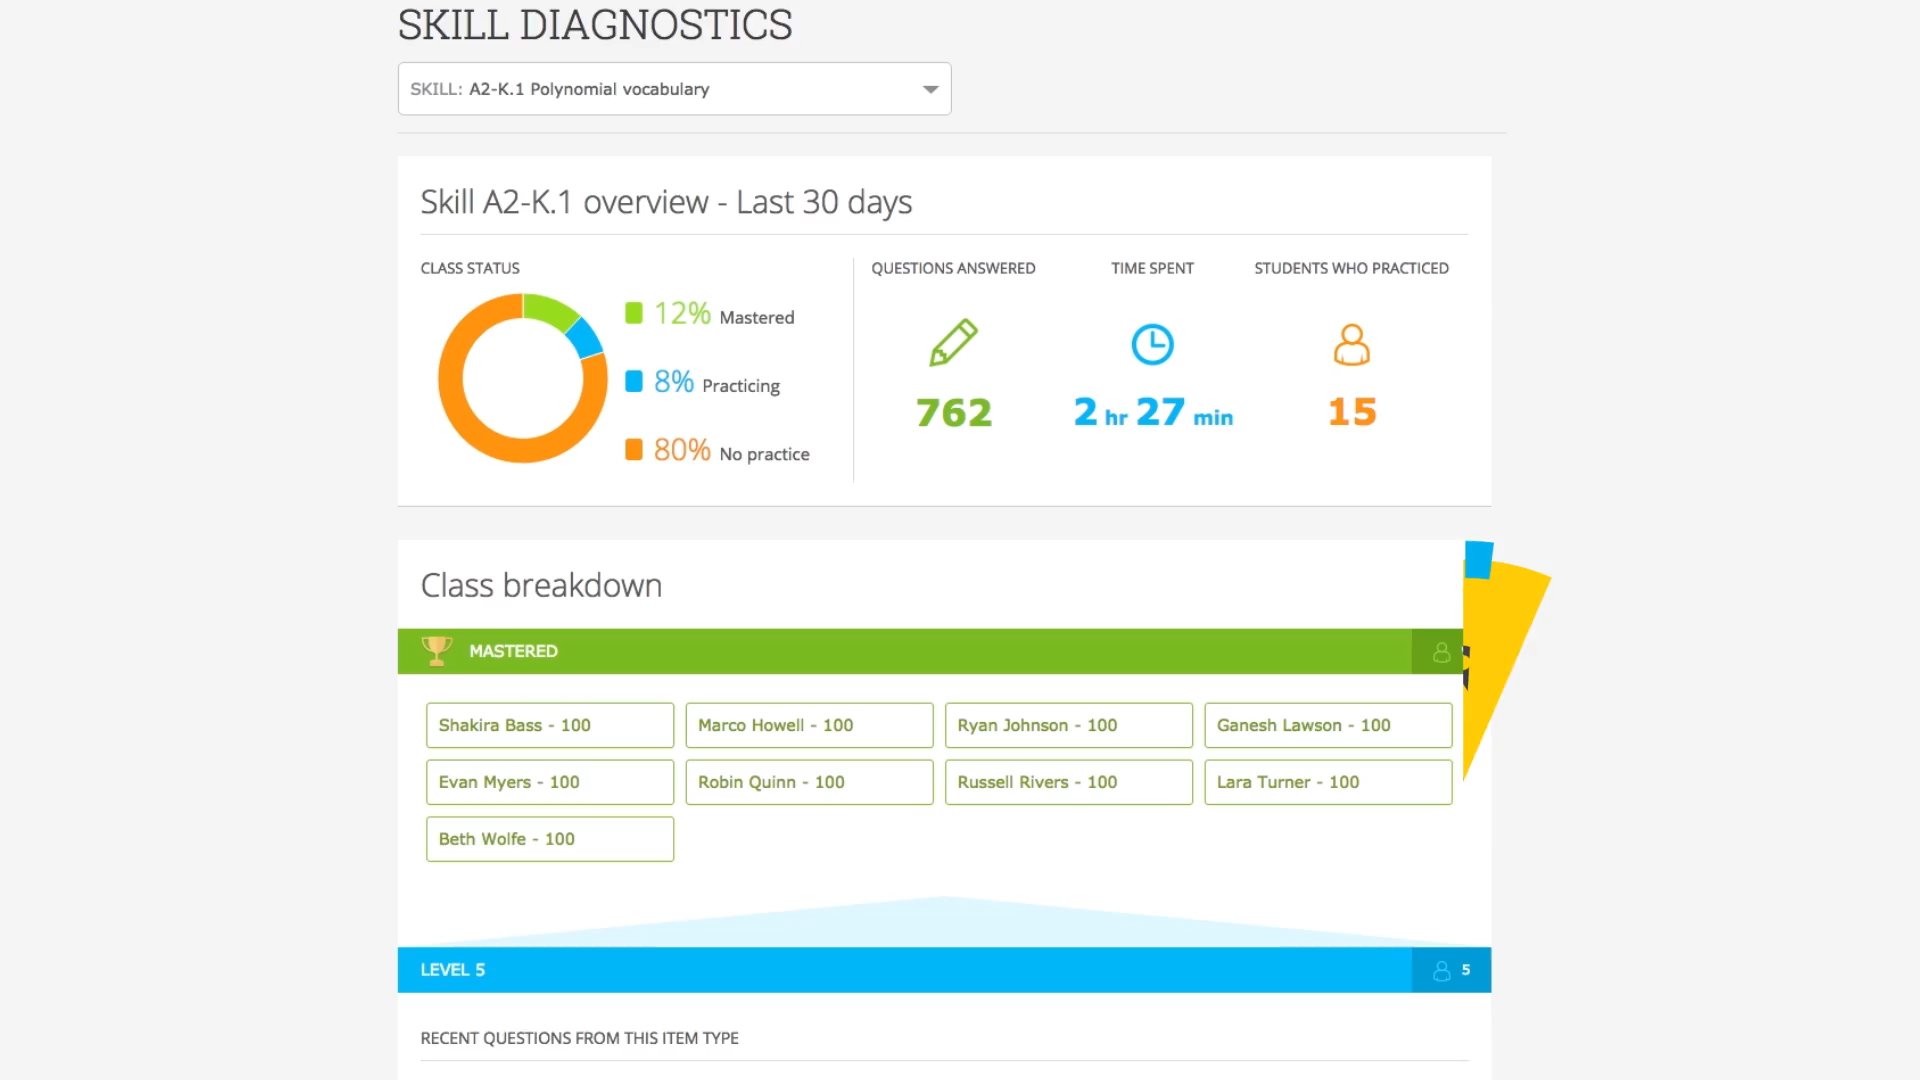 SKILL DIAGNOSTICS
SKILL: A2-K.1 Polynomial vocabulary
Skill A2-K.1 overview - Last 30 days
CLASS STATUS
12% Mastered
8% Practicing
80% No practice
QUESTIONS ANSWERED TIME SPENT STUDENTS WHO PRACTICED
762 2 hr 27 min 15
Class breakdown
MASTERED
Shakira Bass - 100 Marco Howell - 100 Ryan Johnson - 100 Ganesh Lawson - 100
Evan Myers - 100 Robin Quinn - 100 Russell Rivers - 100 Lara Turner - 100
Beth Wolfe - 100
LEVEL 5 5
RECENT QUESTIONS FROM THIS ITEM TYPE